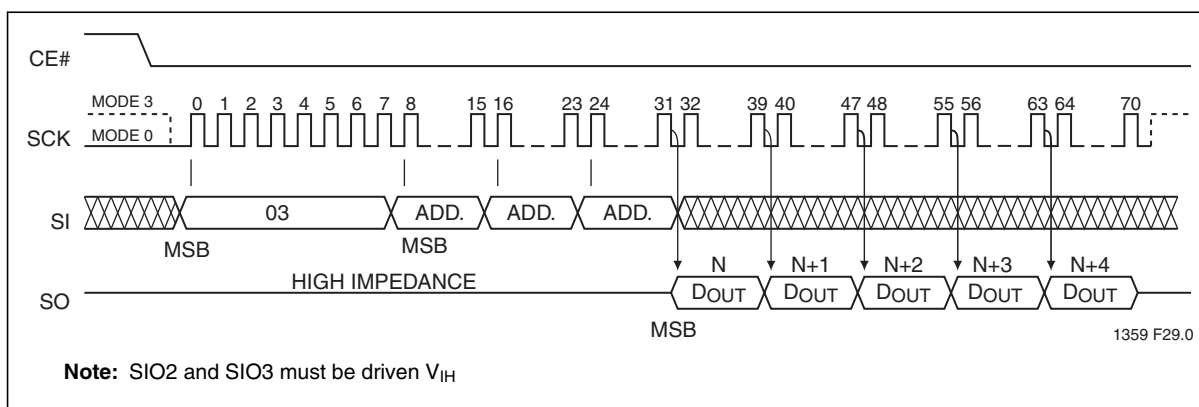 CE#
MODE 3
0 1 2 3 4 5 6 7 8 15 16 23 24 31 32 39 40 47 48 55 56 63 64 70
SCK
MODE 0
SI
03
ADD.
ADD.
ADD.
MSB
MSB
HIGH IMPEDANCE
N N+1 N+2 N+3 N+4
SO
DOUT DOUT DOUT DOUT DOUT
MSB
1359 F29.0
Note: SIO2 and SIO3 must be driven VIH